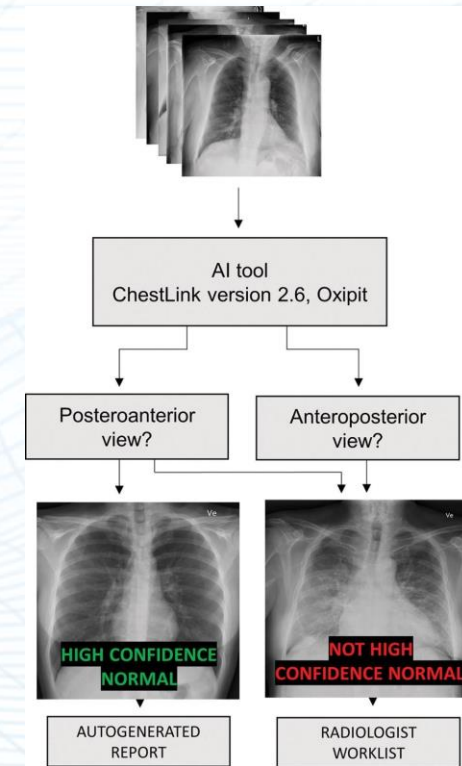 L
AI tool
ChestLink version 2.6, Oxipit
Posteroanterior
view?
Anteroposterior
view?
Ve
Ve
HIGH CONFIDENCE
NORMAL
NOT HIGH
CONFIDENCE NORMAL
AUTOGENERATED
REPORT
RADIOLOGIST
WORKLIST